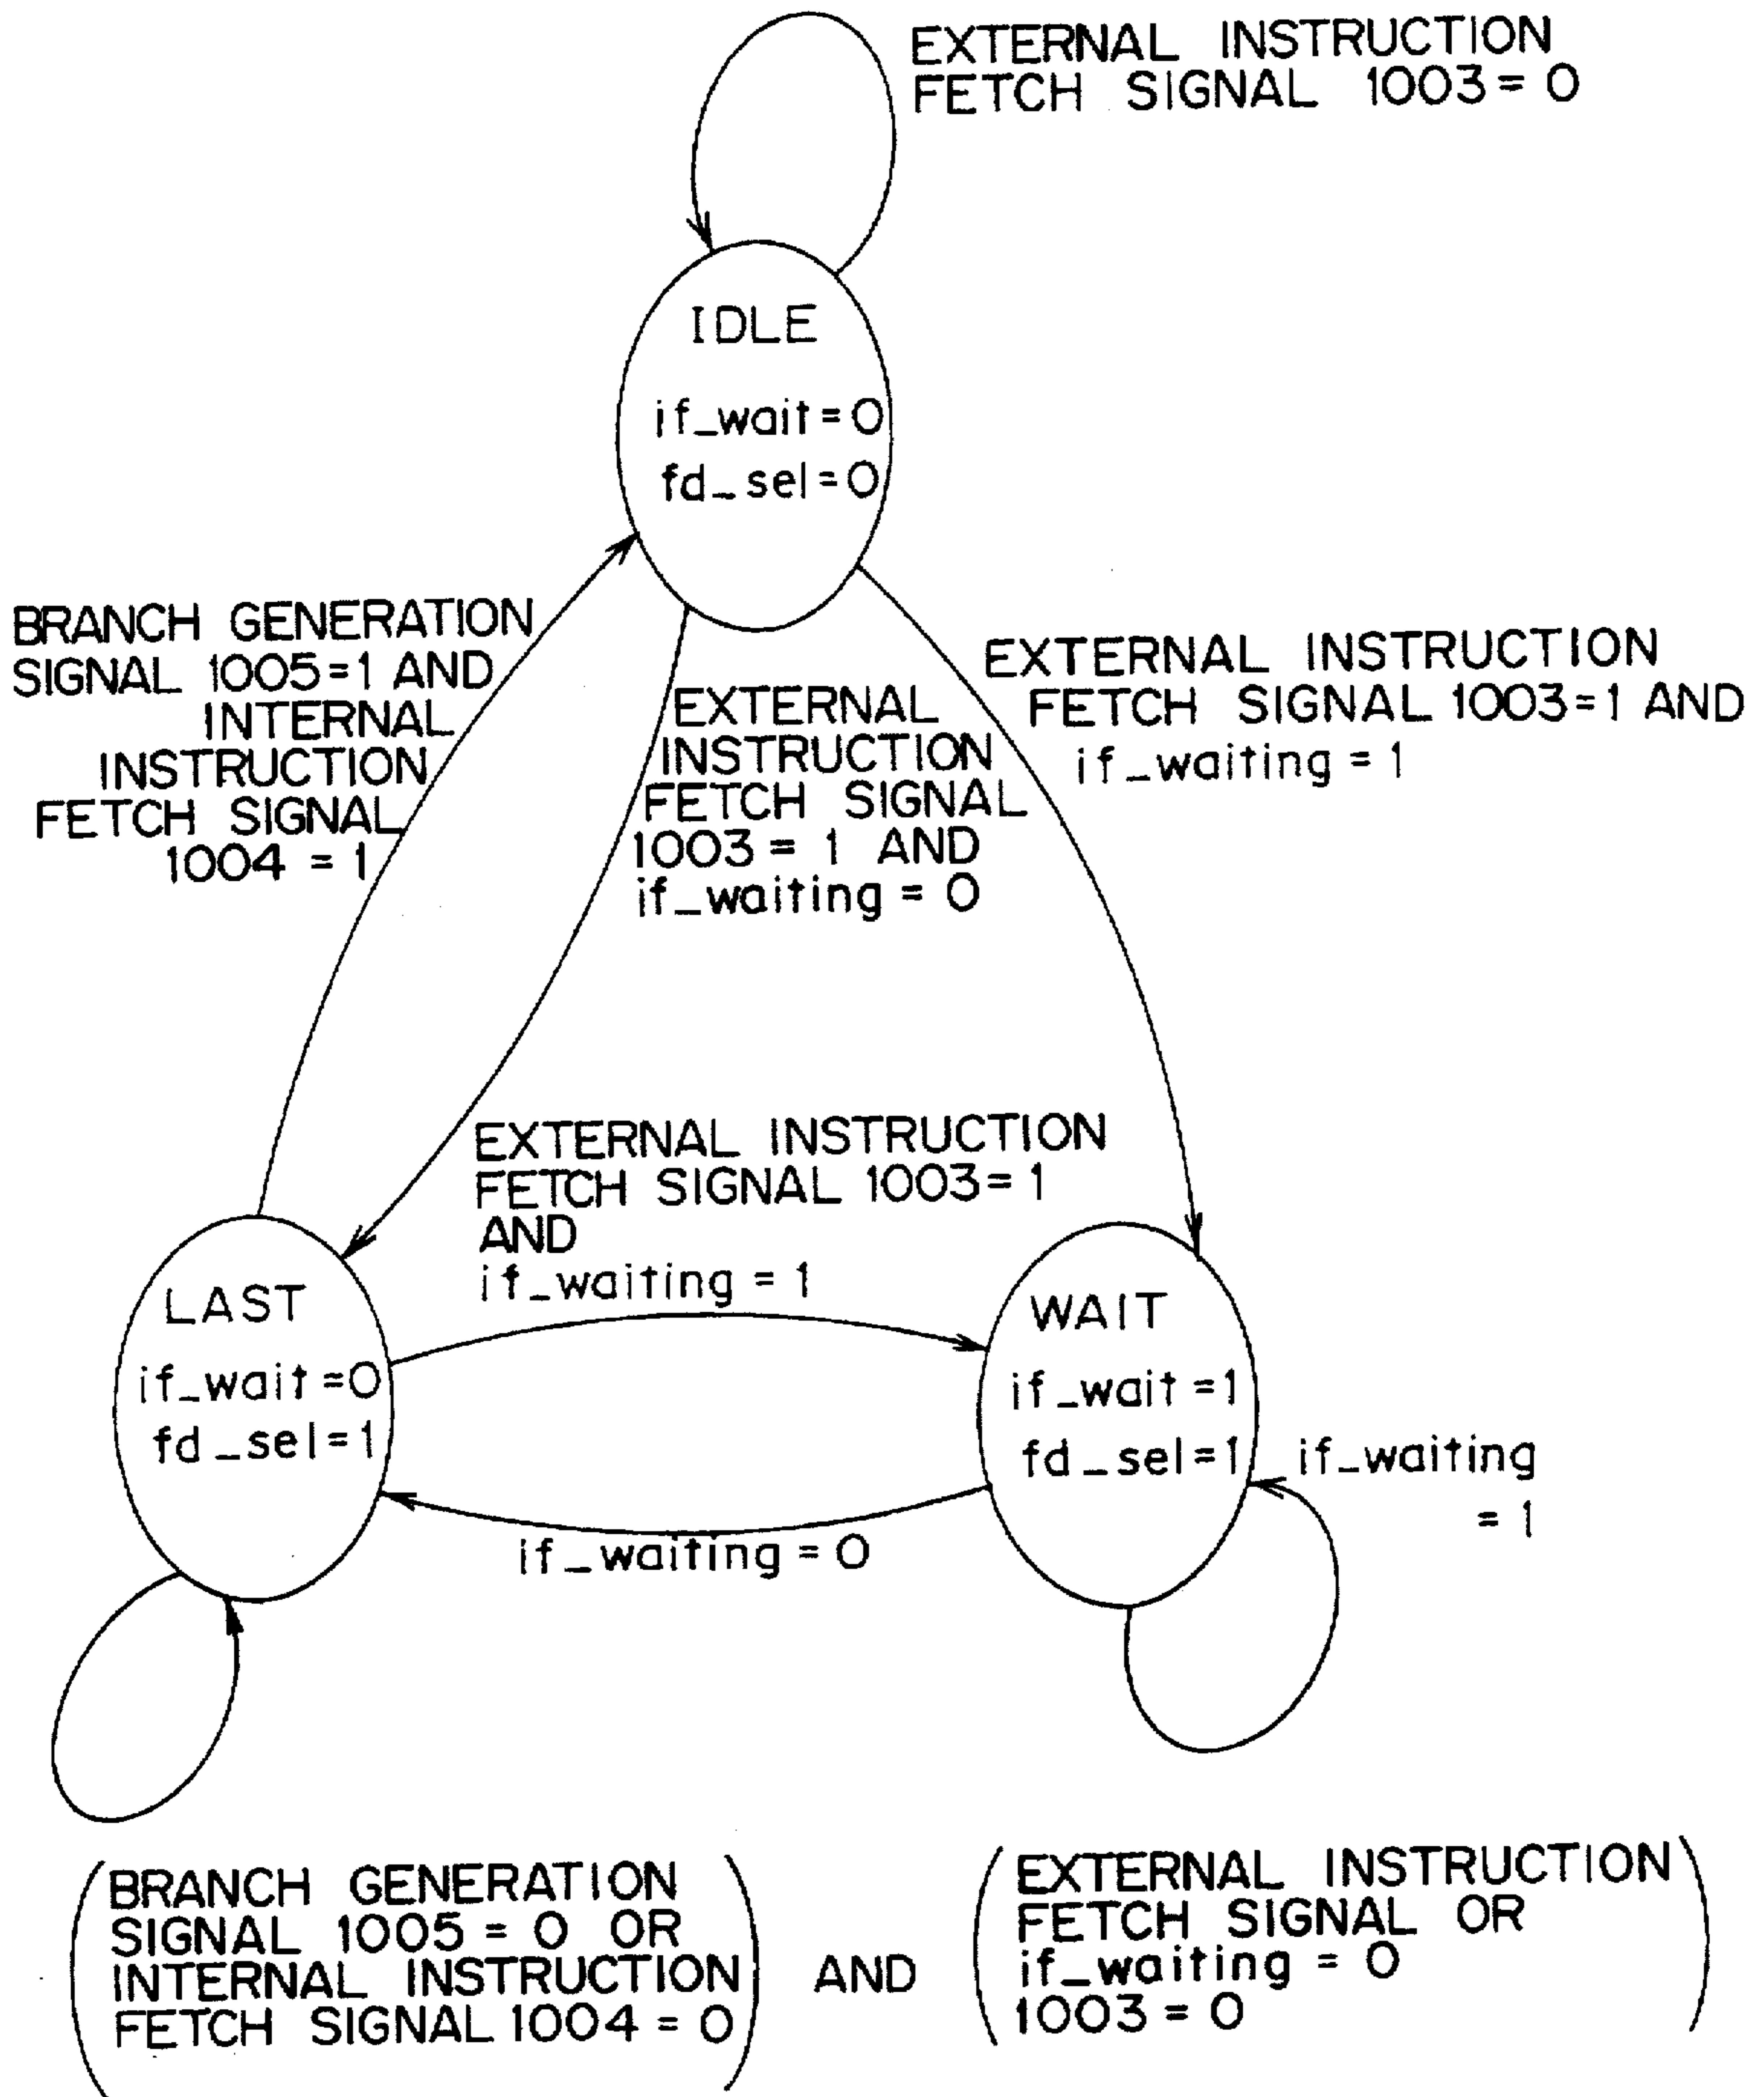 EXTERNAL INSTRUCTION
FETCH SIGNAL 1003 = 0
IDLE
if_wait = 0
fd_sel = 0
BRANCH GENERATION
SIGNAL 1005 = 1 AND
INTERNAL
INSTRUCTION
FETCH SIGNAL
1004 = 1
EXTERNAL
INSTRUCTION
FETCH SIGNAL
1003 = 1 AND
if_waiting = 0
EXTERNAL INSTRUCTION
FETCH SIGNAL 1003 = 1 AND
if_waiting = 1
EXTERNAL INSTRUCTION
FETCH SIGNAL 1003 = 1
AND
if_waiting = 1
LAST
if_wait = 0
fd_sel = 1
WAIT
if_wait = 1
fd_sel = 1
if_waiting
= 1
if_waiting = 0
(BRANCH GENERATION
SIGNAL 1005 = 0 OR
INTERNAL INSTRUCTION
FETCH SIGNAL 1004 = 0)
AND
(EXTERNAL INSTRUCTION
FETCH SIGNAL OR
if_waiting = 0
1003 = 0)